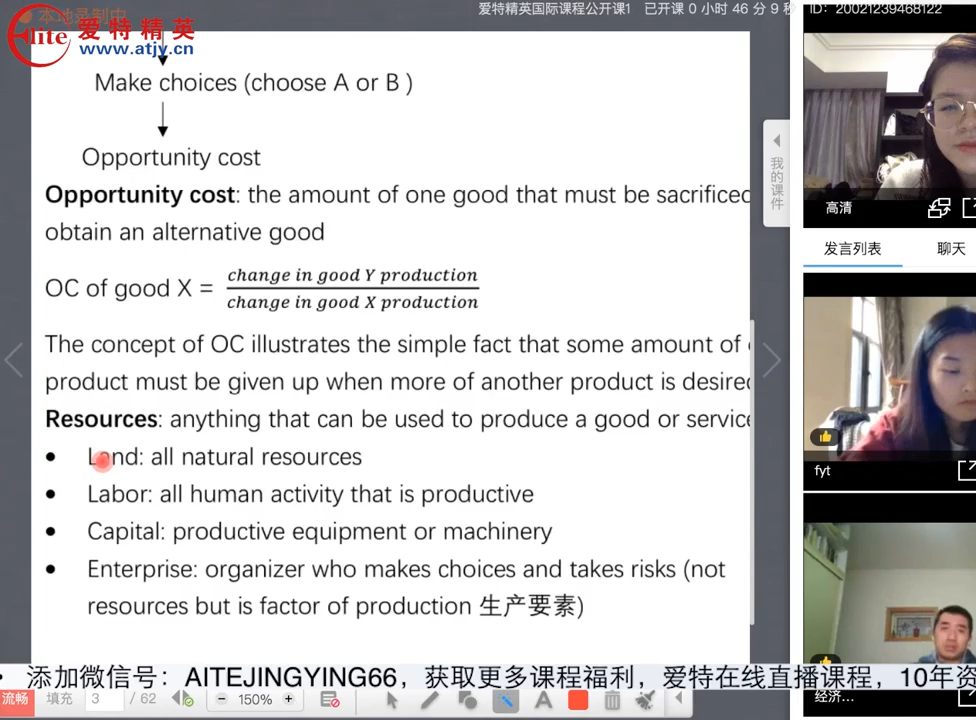 本地录制中
爱特精英国际课程公开课1 已开课 0 小时 46 分 9 秒
ID: 20021239468122
Elite 爱特精英
www.atjy.cn
Make choices (choose A or B )
Opportunity cost
Opportunity cost: the amount of one good that must be sacrificed
obtain an alternative good
OC of good X = change in good Y production
change in good X production
The concept of OC illustrates the simple fact that some amount of
product must be given up when more of another product is desired
Resources: anything that can be used to produce a good or service
Land: all natural resources
Labor: all human activity that is productive
Capital: productive equipment or machinery
Enterprise: organizer who makes choices and takes risks (not
resources but is factor of production 生产要素)
我的课件
高清
发言列表 聊天
fyt
经济...
添加微信号：AITEJINGYING66，获取更多课程福利，爱特在线直播课程，10年资
流畅 填充 3 / 62 150% A